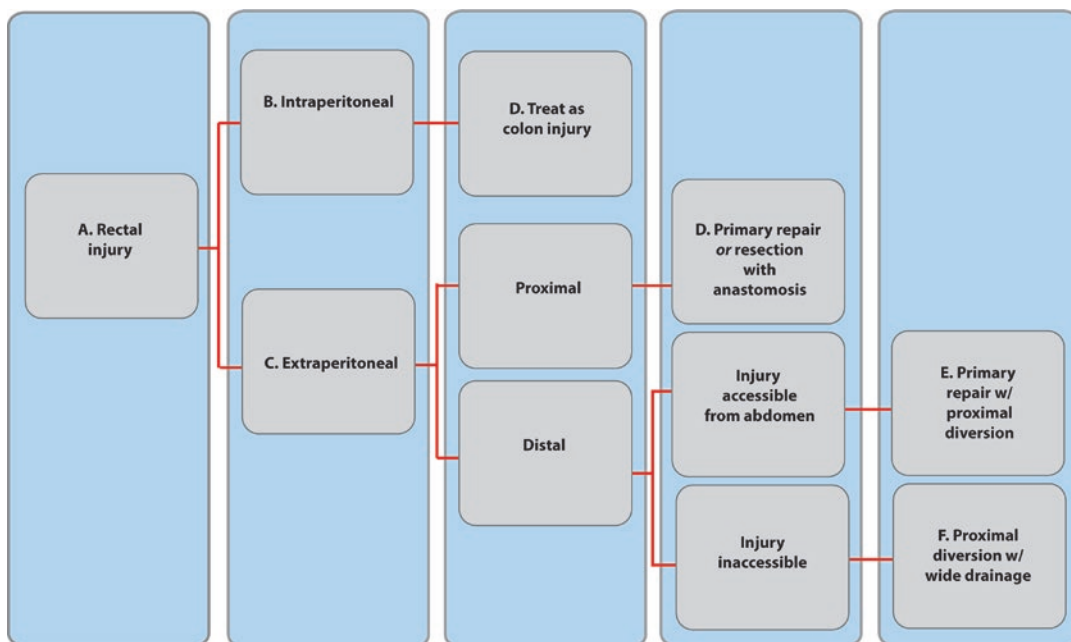 A. Rectal
injury
B. Intraperitoneal
C. Extraperitoneal
D. Treat as
colon injury
Proximal
Distal
D. Primary repair
or resection
with
anastomosis
Injury
accessible
from abdomen
Injury
inaccessible
E. Primary
repair w/
proximal
diversion
F. Proximal
diversion w/
wide drainage